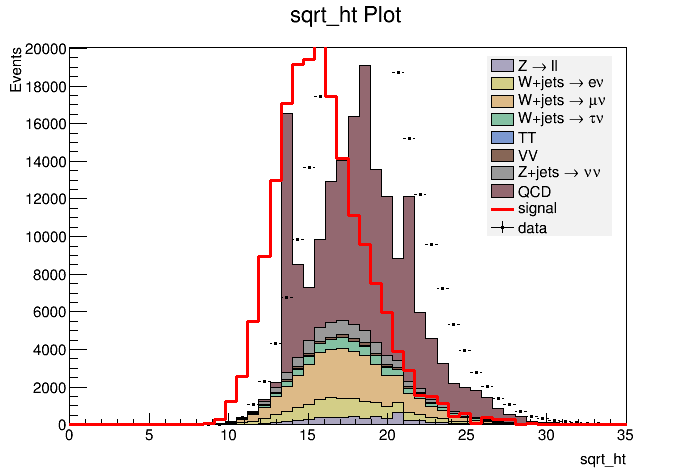 sqrt_ht Plot
Events
20000
18000
16000
14000
12000
10000
8000
6000
4000
2000
0
0 5 10 15 20 25 30 35
sqrt_ht
Z → ll
W+jets → eν
W+jets → μν
W+jets → τν
TT
VV
Z+jets → νν
QCD
signal
data